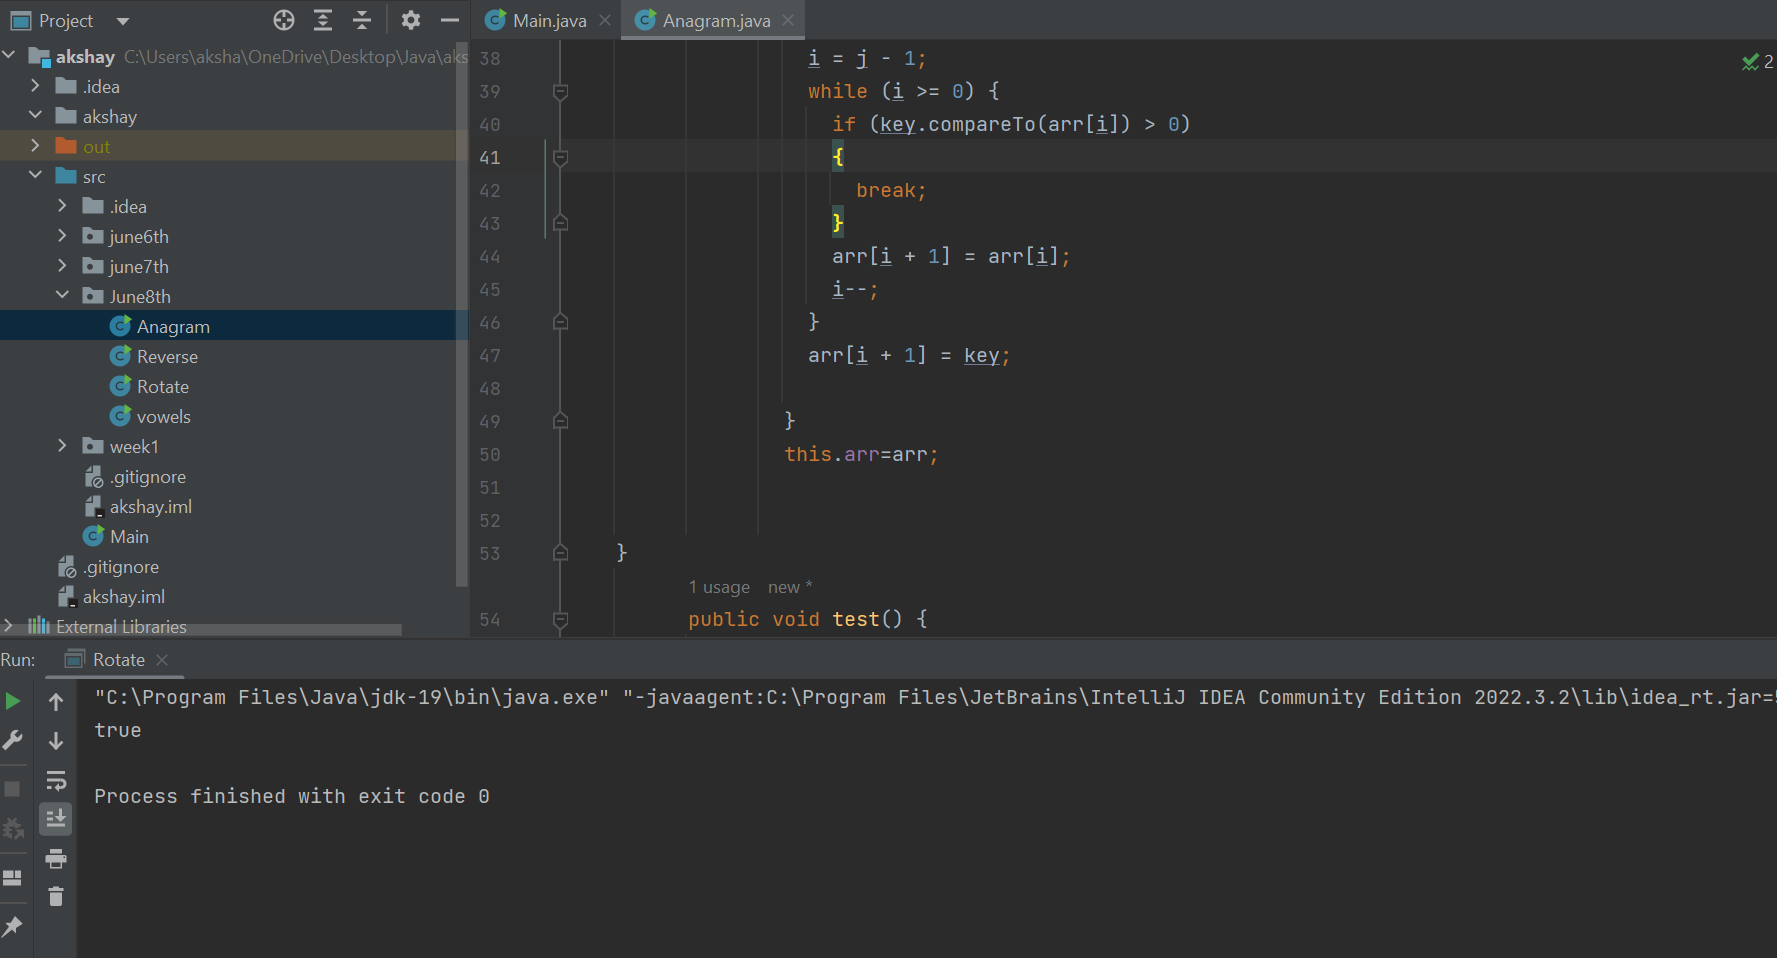 Project
Main.java
Anagram.java
akshay C:\Users\aksha\OneDrive\Desktop\Java\aks
.idea
akshay
out
src
.idea
june6th
june7th
June8th
Anagram
Reverse
Rotate
vowels
week1
.gitignore
akshay.iml
Main
.gitignore
akshay.iml
External Libraries
2
38 i = j - 1;
39 while (i >= 0) {
40 if (key.compareTo(arr[i]) > 0)
41 {
42 break;
43 }
44 arr[i + 1] = arr[i];
45 i--;
46 }
47 arr[i + 1] = key;
48
49 }
50 this.arr=arr;
51
52
53 }
1 usage new *
54 public void test() {
Run: Rotate
"C:\Program Files\Java\jdk-19\bin\java.exe" "-javaagent:C:\Program Files\JetBrains\IntelliJ IDEA Community Edition 2022.3.2\lib\idea_rt.jar=
true
Process finished with exit code 0